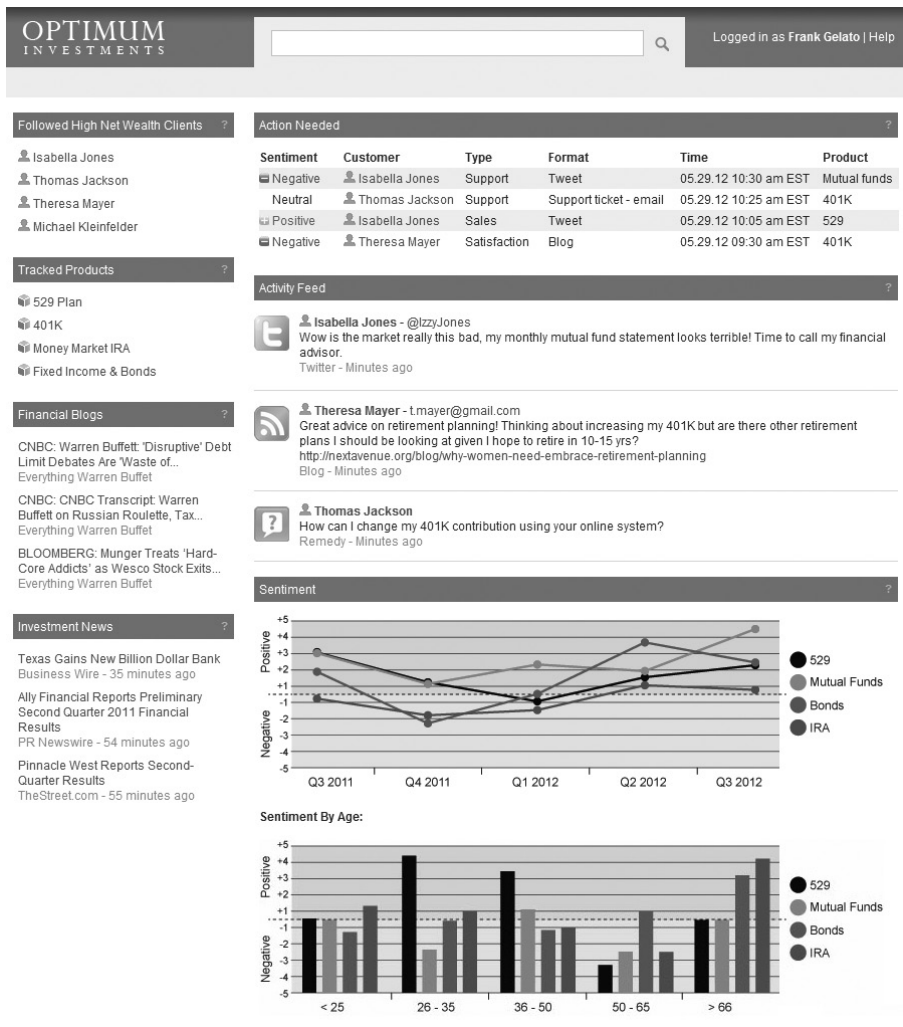 OPTIMUM
INVESTMENTS
Logged in as Frank Gelato | Help
Followed High Net Wealth Clients ?
Isabella Jones
Thomas Jackson
Theresa Mayer
Michael Kleinfelder
Tracked Products ?
529 Plan
401K
Money Market IRA
Fixed Income & Bonds
Financial Blogs ?
CNBC: Warren Buffett: 'Disruptive' Debt
Limit Debates Are 'Waste of...
Everything Warren Buffet
CNBC: CNBC Transcript: Warren
Buffett on Russian Roulette, Tax...
Everything Warren Buffet
BLOOMBERG: Munger Treats 'Hard-
Core Addicts' as Wesco Stock Exits...
Everything Warren Buffet
Investment News ?
Texas Gains New Billion Dollar Bank
Business Wire - 35 minutes ago
Ally Financial Reports Preliminary
Second Quarter 2011 Financial
Results
PR Newswire - 54 minutes ago
Pinnacle West Reports Second-
Quarter Results
TheStreet.com - 55 minutes ago
Action Needed ?
Sentiment Customer Type Format Time Product
Negative Isabella Jones Support Tweet 05.29.12 10:30 am EST Mutual funds
Neutral Thomas Jackson Support Support ticket - email 05.29.12 10:25 am EST 401K
Positive Isabella Jones Sales Tweet 05.29.12 10:05 am EST 529
Negative Theresa Mayer Satisfaction Blog 05.29.12 09:30 am EST 401K
Activity Feed ?
Isabella Jones - @IzzyJones
Wow is the market really this bad, my monthly mutual fund statement looks terrible! Time to call my financial
advisor.
Twitter - Minutes ago
Theresa Mayer - t.mayer@gmail.com
Great advice on retirement planning! Thinking about increasing my 401K but are there other retirement
plans I should be looking at given I hope to retire in 10-15 yrs?
http://nextavenue.org/blog/why-women-need-embrace-retirement-planning
Blog - Minutes ago
Thomas Jackson
How can I change my 401K contribution using your online system?
Remedy - Minutes ago
Sentiment ?
Positive
Negative
+5
+4
+3
+2
+1
-1
-2
-3
-4
-5
Q3 2011 Q4 2011 Q1 2012 Q2 2012 Q3 2012
529
Mutual Funds
Bonds
IRA
Sentiment By Age:
Positive
Negative
+5
+4
+3
+2
+1
-1
-2
-3
-4
-5
< 25 26 - 35 36 - 50 50 - 65 > 66
529
Mutual Funds
Bonds
IRA